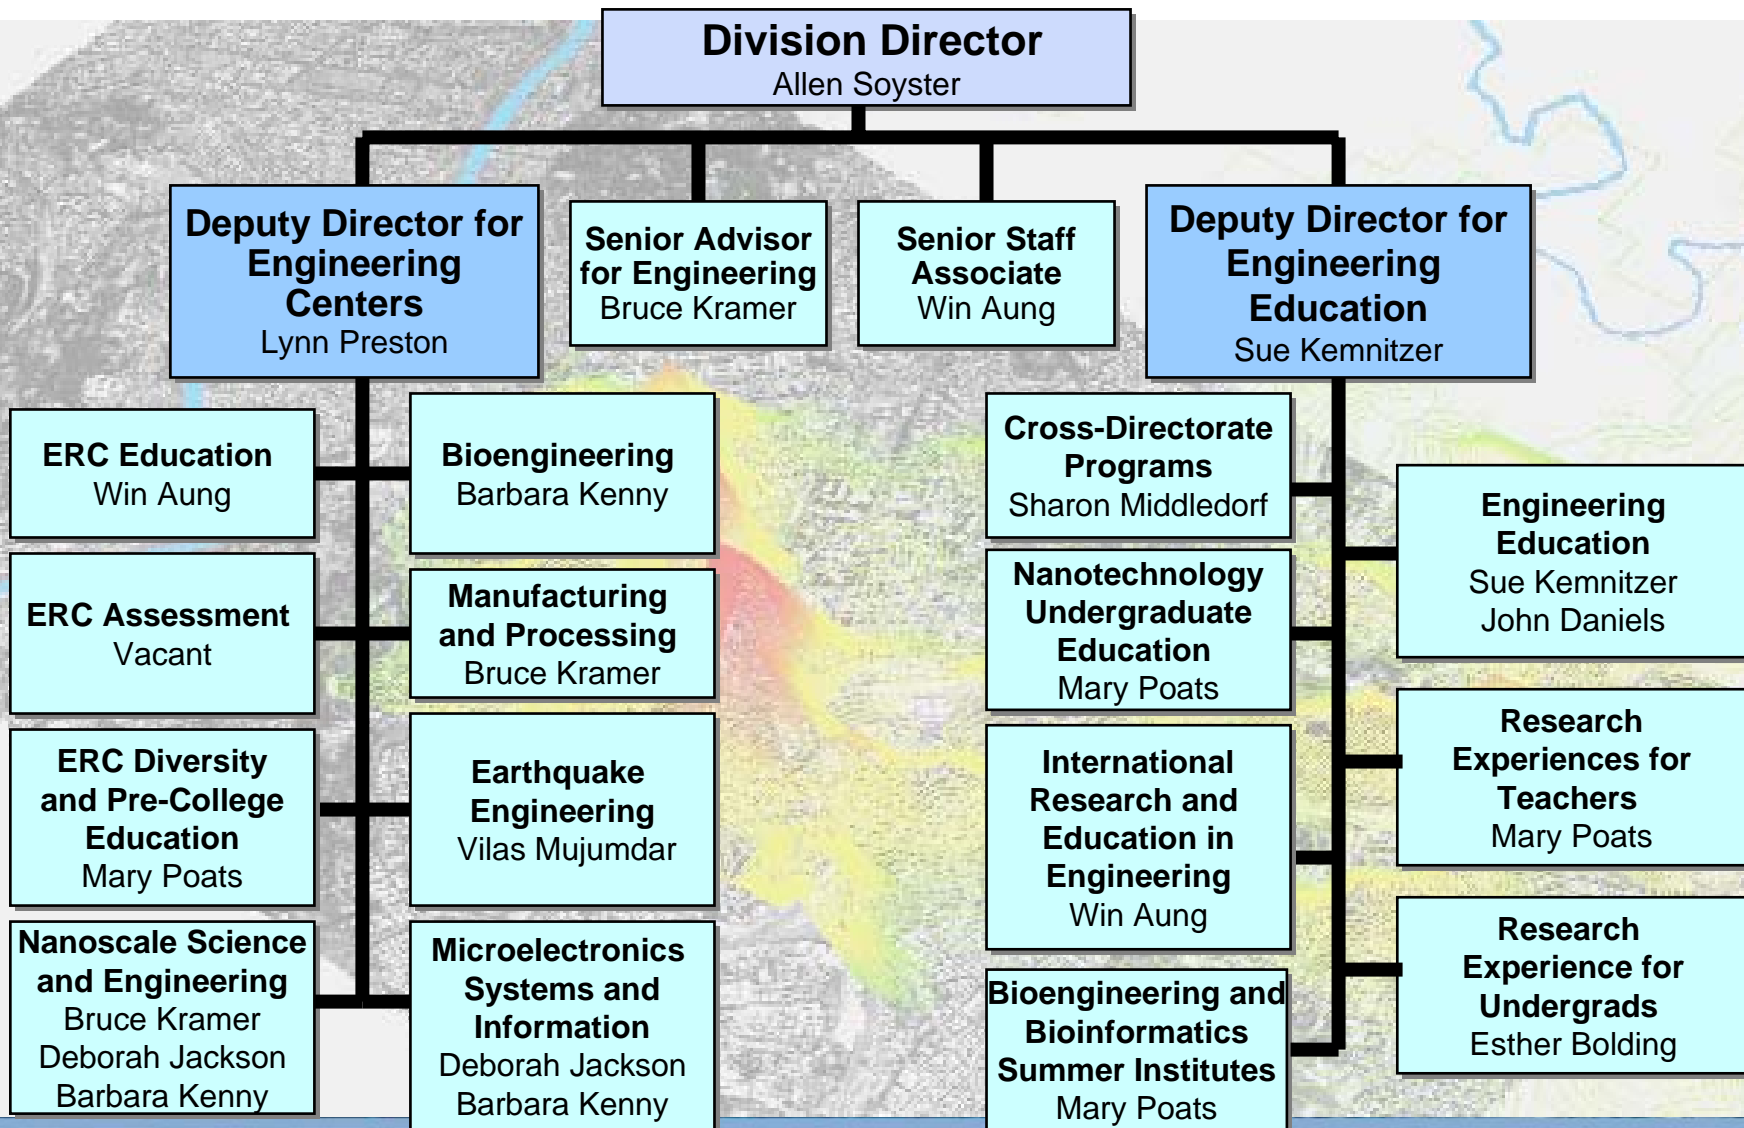 Division Director
Allen Soyster
Deputy Director for
Engineering
Centers
Lynn Preston
Senior Advisor
for Engineering
Bruce Kramer
Senior Staff
Associate
Win Aung
Deputy Director for
Engineering
Education
Sue Kemnitzer
ERC Education
Win Aung
Bioengineering
Barbara Kenny
ERC Assessment
Vacant
Manufacturing
and Processing
Bruce Kramer
ERC Diversity
and Pre-College
Education
Mary Poats
Earthquake
Engineering
Vilas Mujumdar
Nanoscale Science
and Engineering
Bruce Kramer
Deborah Jackson
Barbara Kenny
Microelectronics
Systems and
Information
Deborah Jackson
Barbara Kenny
Cross-Directorate
Programs
Sharon Middledorf
Nanotechnology
Undergraduate
Education
Mary Poats
International
Research and
Education in
Engineering
Win Aung
Bioengineering and
Bioinformatics
Summer Institutes
Mary Poats
Engineering
Education
Sue Kemnitzer
John Daniels
Research
Experiences for
Teachers
Mary Poats
Research
Experience for
Undergrads
Esther Bolding